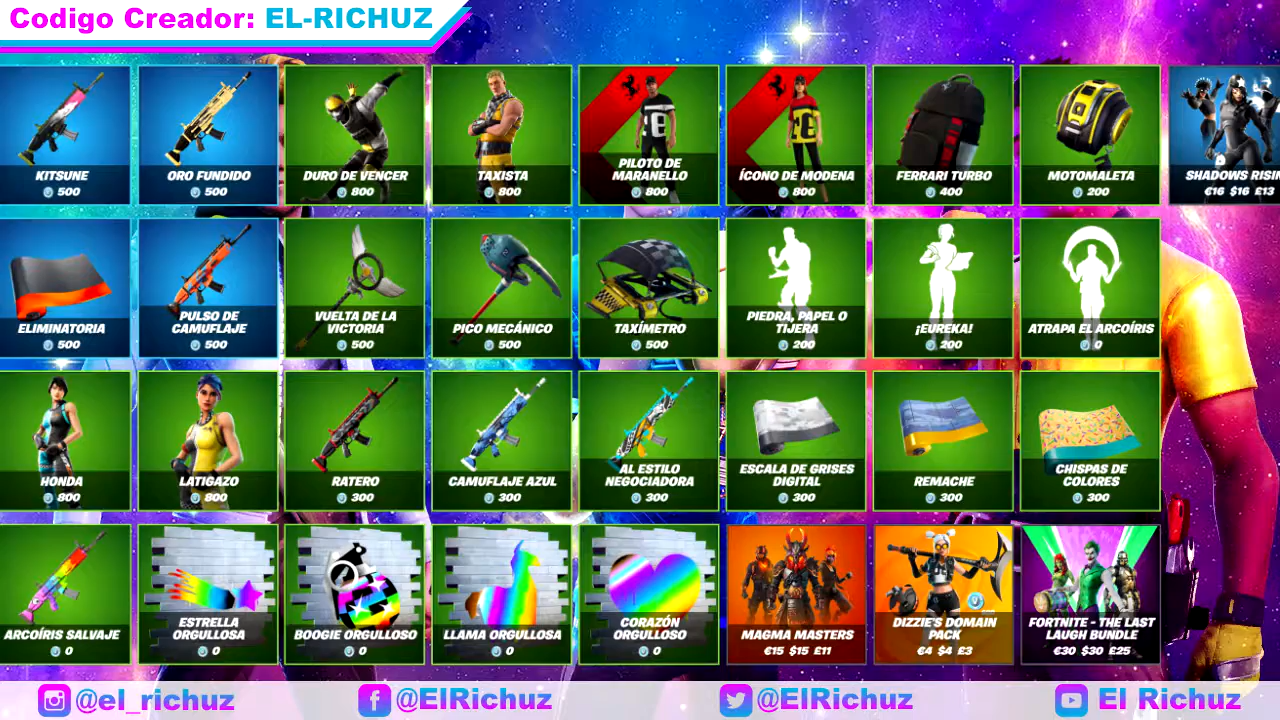 Codigo Creador: EL-RICHUZ
KITSUNE
500
ORO FUNDIDO
500
DURO DE VENCER
800
TAXISTA
800
PILOTO DE
MARANELLO
800
ÍCONO DE MODENA
800
FERRARI TURBO
400
MOTOMALETA
200
SHADOWS RISIN
€16 $16 £13
ELIMINATORIA
500
PULSO DE
CAMUFLAJE
500
VUELTA DE LA
VICTORIA
500
PICO MECÁNICO
500
TAXÍMETRO
500
PIEDRA, PAPEL O
TIJERA
200
¡EUREKA!
200
ATRAPA EL ARCOÍRIS
0
HONDA
800
LATIGAZO
800
RATERO
300
CAMUFLAJE AZUL
300
AL ESTILO
NEGOCIADORA
300
ESCALA DE GRISES
DIGITAL
300
REMACHE
300
CHISPAS DE
COLORES
300
ARCOÍRIS SALVAJE
0
ESTRELLA
ORGULLOSA
0
BOOGIE ORGULLOSO
0
LLAMA ORGULLOSA
0
CORAZÓN
ORGULLOSO
0
MAGMA MASTERS
€15 $15 £11
DIZZIE'S DOMAIN
PACK
€4 $4 £3
FORTNITE - THE LAST
LAUGH BUNDLE
€30 $30 £25
@el_richuz
@ElRichuz
@ElRichuz
El Richuz